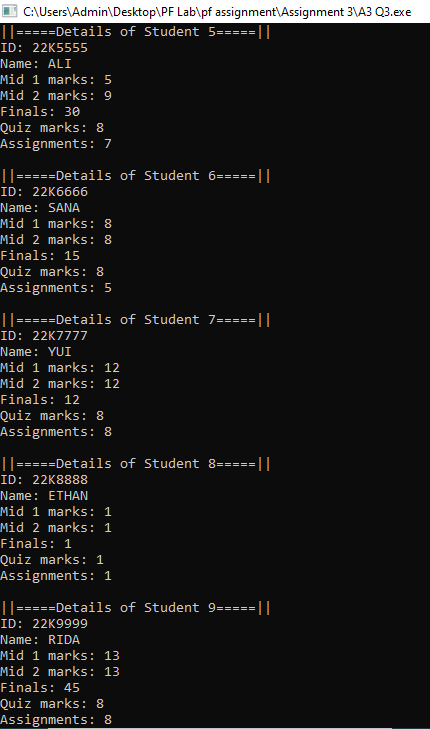 C:\Users\Admin\Desktop\PF Lab\pf assignment\Assignment 3\A3 Q3.exe
||=====Details of Student 5=====||
ID: 22K5555
Name: ALI
Mid 1 marks: 5
Mid 2 marks: 9
Finals: 30
Quiz marks: 8
Assignments: 7
||=====Details of Student 6=====||
ID: 22K6666
Name: SANA
Mid 1 marks: 8
Mid 2 marks: 8
Finals: 15
Quiz marks: 8
Assignments: 5
||=====Details of Student 7=====||
ID: 22K7777
Name: YUI
Mid 1 marks: 12
Mid 2 marks: 12
Finals: 12
Quiz marks: 8
Assignments: 8
||=====Details of Student 8=====||
ID: 22K8888
Name: ETHAN
Mid 1 marks: 1
Mid 2 marks: 1
Finals: 1
Quiz marks: 1
Assignments: 1
||=====Details of Student 9=====||
ID: 22K9999
Name: RIDA
Mid 1 marks: 13
Mid 2 marks: 13
Finals: 45
Quiz marks: 8
Assignments: 8